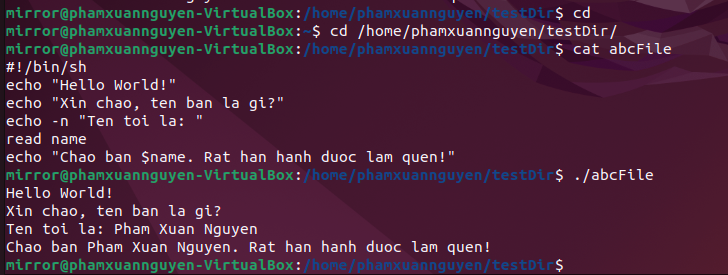 mirror@phamxuannguyen-VirtualBox:/home/phamxuannguyen/testDir$ cd
mirror@phamxuannguyen-VirtualBox:~$ cd /home/phamxuannguyen/testDir/
mirror@phamxuannguyen-VirtualBox:/home/phamxuannguyen/testDir$ cat abcFile
#!/bin/sh
echo "Hello World!"
echo "Xin chao, ten ban la gi?"
echo -n "Ten toi la: "
read name
echo "Chao ban $name. Rat han hanh duoc lam quen!"
mirror@phamxuannguyen-VirtualBox:/home/phamxuannguyen/testDir$ ./abcFile
Hello World!
Xin chao, ten ban la gi?
Ten toi la: Pham Xuan Nguyen
Chao ban Pham Xuan Nguyen. Rat han hanh duoc lam quen!
mirror@phamxuannguyen-VirtualBox:/home/phamxuannguyen/testDir$